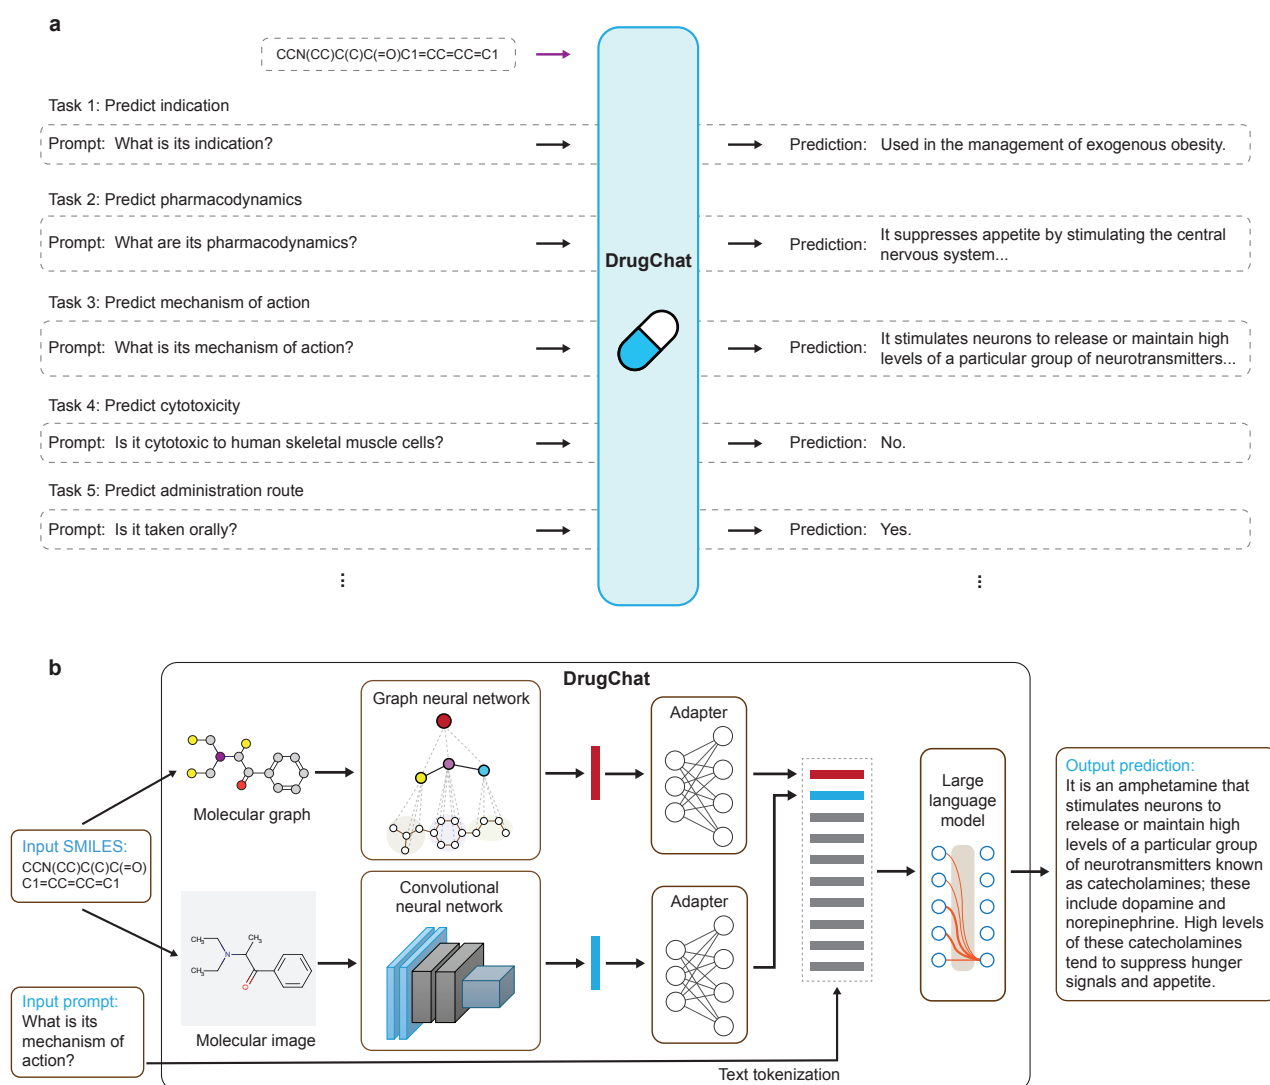 a
CCN(CC)C(C)C(=O)C1=CC=CC=C1
Task 1: Predict indication
Prompt: What is its indication?
Prediction: Used in the management of exogenous obesity.
Task 2: Predict pharmacodynamics
Prompt: What are its pharmacodynamics?
Prediction: It suppresses appetite by stimulating the central
nervous system...
DrugChat
Task 3: Predict mechanism of action
Prompt: What is its mechanism of action?
Prediction: It stimulates neurons to release or maintain high
levels of a particular group of neurotransmitters...
Task 4: Predict cytotoxicity
Prompt: Is it cytotoxic to human skeletal muscle cells?
Prediction: No.
Task 5: Predict administration route
Prompt: Is it taken orally?
Prediction: Yes.
b
DrugChat
Input SMILES:
CCN(CC)C(C)C(=O)
C1=CC=CC=C1
Input prompt:
What is its
mechanism of
action?
Molecular graph
Graph neural network
Adapter
CH₃
CH₃
N
CH₃
O
Molecular image
Convolutional
neural network
Adapter
Text tokenization
Large
language
model
Output prediction:
It is an amphetamine that
stimulates neurons to
release or maintain high
levels of a particular group
of neurotransmitters known
as catecholamines; these
include dopamine and
norepinephrine. High levels
of these catecholamines
tend to suppress hunger
signals and appetite.